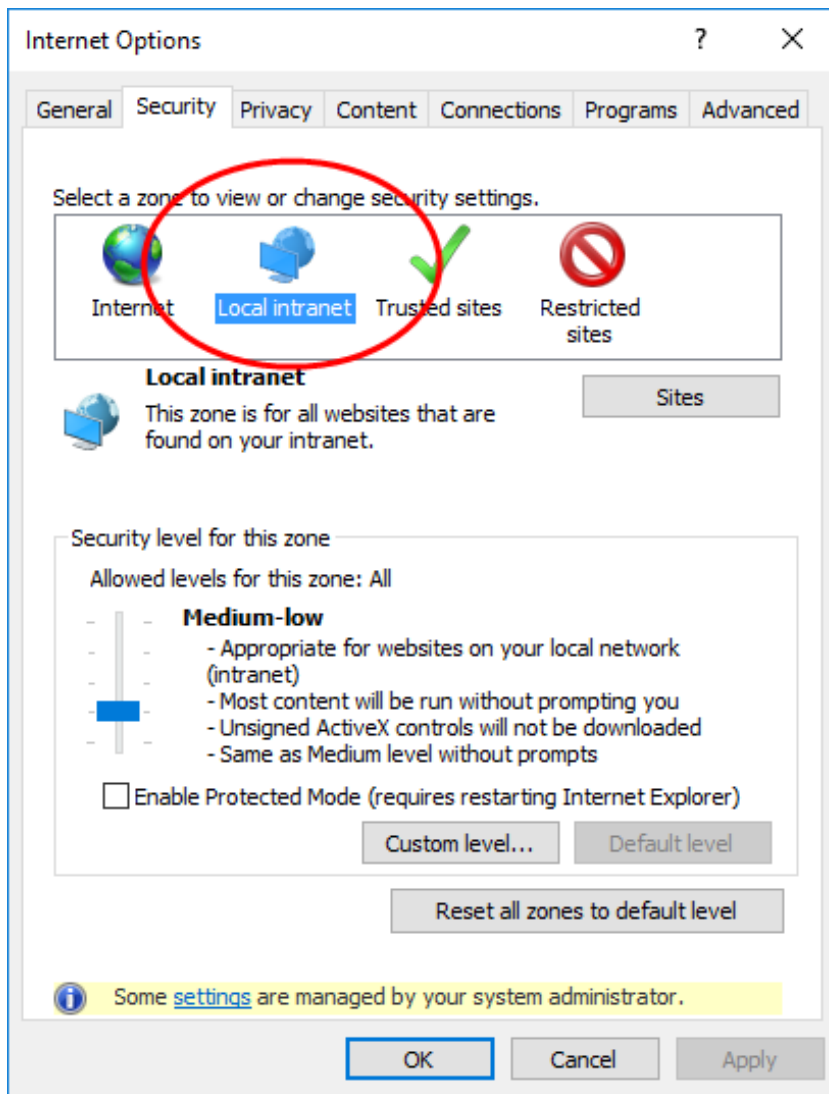 Internet Options
? X
General Security Privacy Content Connections Programs Advanced
Select a zone to view or change security settings.
Internet Local intranet Trusted sites Restricted
sites
Local intranet
Sites
This zone is for all websites that are
found on your intranet.
Security level for this zone
Allowed levels for this zone: All
Medium-low
- Appropriate for websites on your local network
(intranet)
- Most content will be run without prompting you
- Unsigned ActiveX controls will not be downloaded
- Same as Medium level without prompts
Enable Protected Mode (requires restarting Internet Explorer)
Custom level... Default level
Reset all zones to default level
Some settings are managed by your system administrator.
OK Cancel Apply